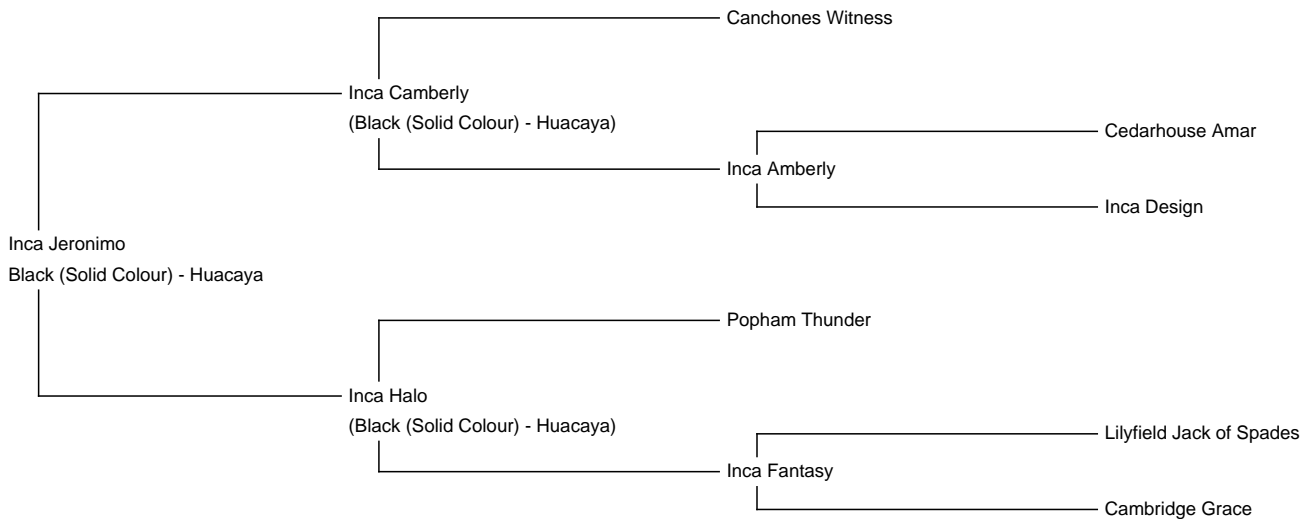 Canchones Witness
Inca Camberly
(Black (Solid Colour) - Huacaya)
Cedarhouse Amar
Inca Amberly
Inca Design
Inca Jeronimo
Black (Solid Colour) - Huacaya
Popham Thunder
Inca Halo
(Black (Solid Colour) - Huacaya)
Lilyfield Jack of Spades
Inca Fantasy
Cambridge Grace